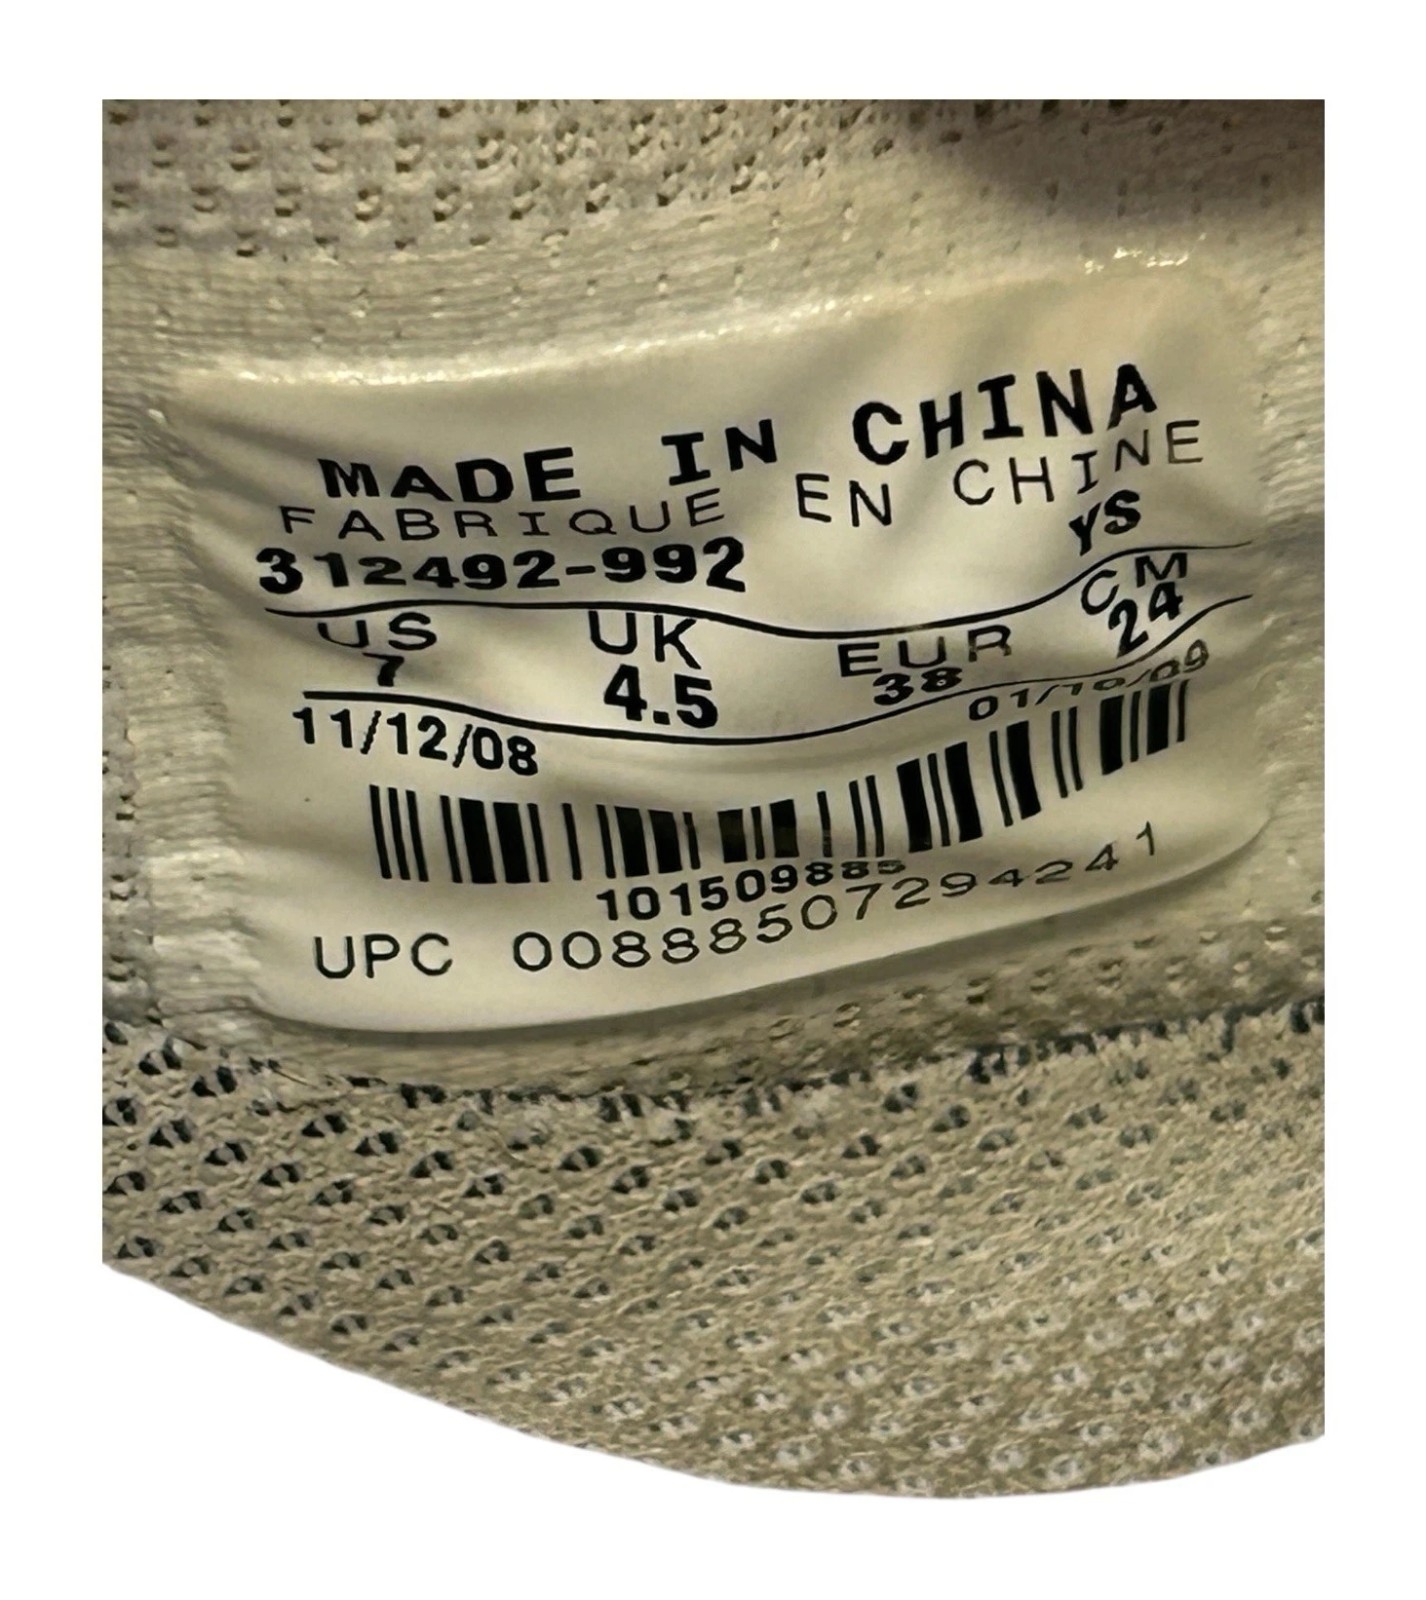 MADE IN CHINA
FABRIQUE EN CHINE
312492-992 YS
US UK EUR CM
7 4.5 38 24
11/12/08 01/10/09
101509885
UPC 00888507294241